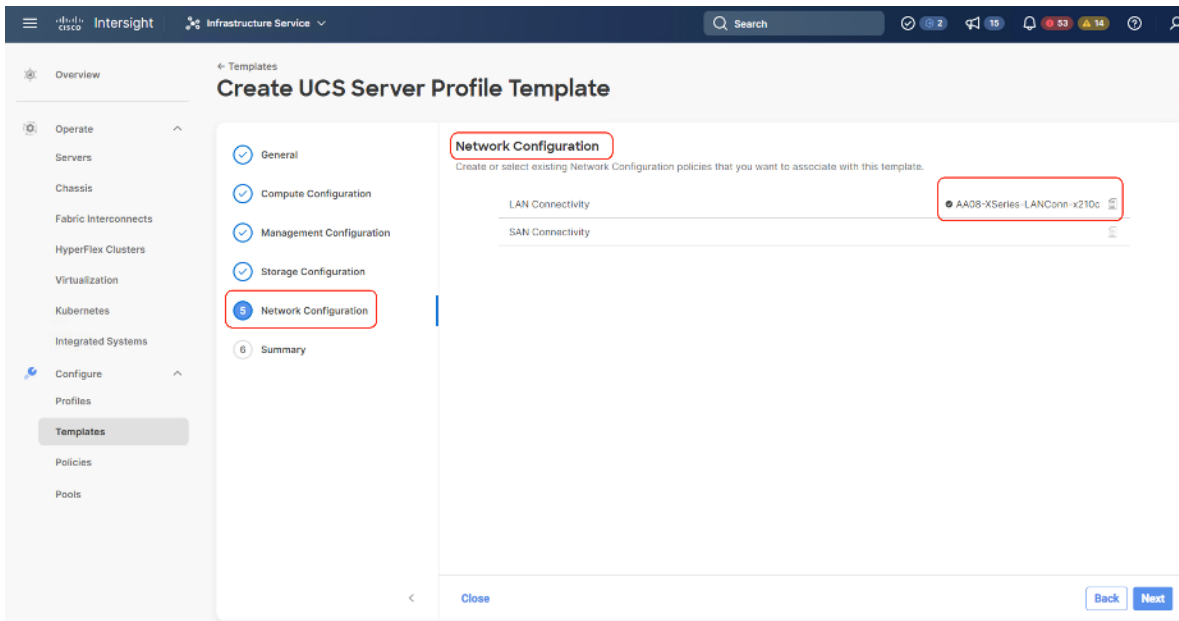 cisco Intersight Infrastructure Service Search 2 15 53 14
Overview
← Templates
Create UCS Server Profile Template
Operate
Servers
Chassis
Fabric Interconnects
HyperFlex Clusters
Virtualization
Kubernetes
Integrated Systems
Configure
Profiles
Templates
Policies
Pools
General
Compute Configuration
Management Configuration
Storage Configuration
5 Network Configuration
6 Summary
Network Configuration
Create or select existing Network Configuration policies that you want to associate with this template.
LAN Connectivity AA08-XSeries-LANConn-x210c
SAN Connectivity
< Close Back Next